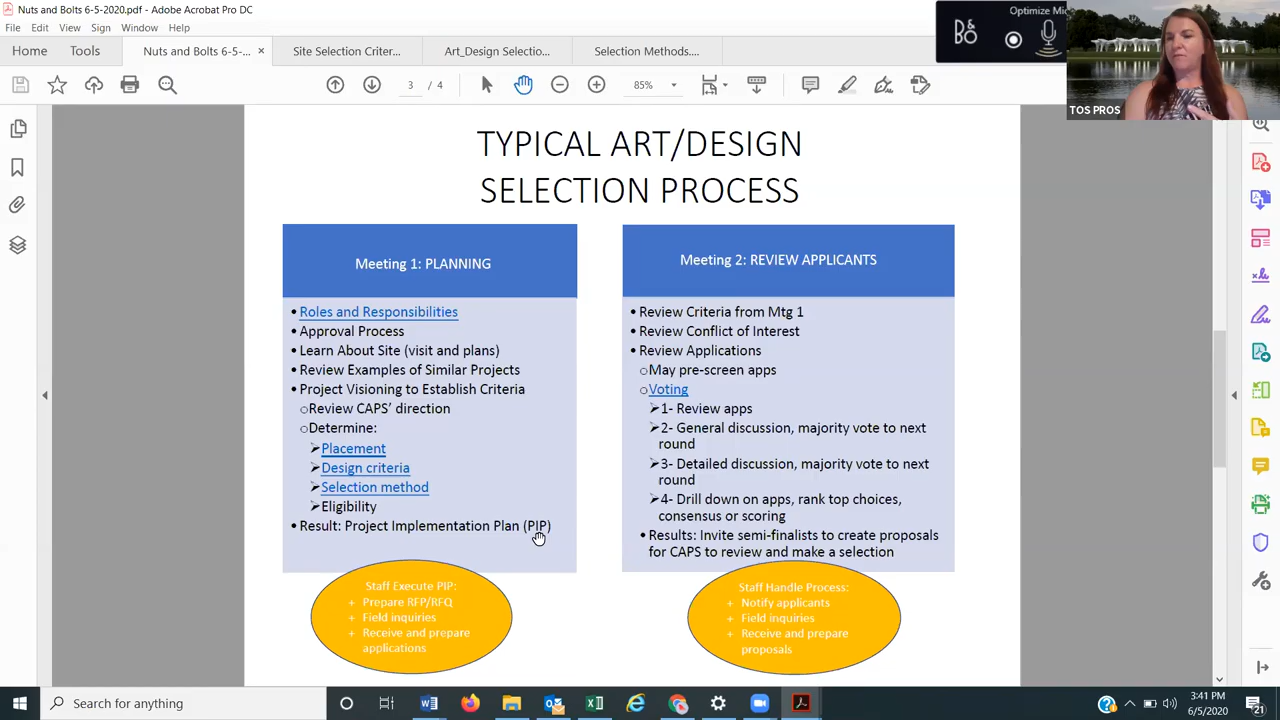 Nuts and Bolts 6-5-2020.pdf - Adobe Acrobat Pro DC
File Edit View Sign Window Help
Home Tools Nuts and Bolts 6-5-... × Site Selection Criter... Art_Design Selectio... Selection Methods....
3 / 4 85%
Optimize Mi
B&O
TOS PROS
TYPICAL ART/DESIGN
SELECTION PROCESS
Meeting 1: PLANNING
• Roles and Responsibilities
• Approval Process
• Learn About Site (visit and plans)
• Review Examples of Similar Projects
• Project Visioning to Establish Criteria
○Review CAPS' direction
○Determine:
➢Placement
➢Design criteria
➢Selection method
➢Eligibility
• Result: Project Implementation Plan (PIP)
Staff Execute PIP:
+ Prepare RFP/RFQ
+ Field inquiries
+ Receive and prepare
applications
Meeting 2: REVIEW APPLICANTS
• Review Criteria from Mtg 1
• Review Conflict of Interest
• Review Applications
○May pre-screen apps
○Voting
➢1- Review apps
➢2- General discussion, majority vote to next
round
➢3- Detailed discussion, majority vote to next
round
➢4- Drill down on apps, rank top choices,
consensus or scoring
• Results: Invite semi-finalists to create proposals
for CAPS to review and make a selection
Staff Handle Process:
+ Notify applicants
+ Field inquiries
+ Receive and prepare
proposals
Search for anything
3:41 PM
6/5/2020
21